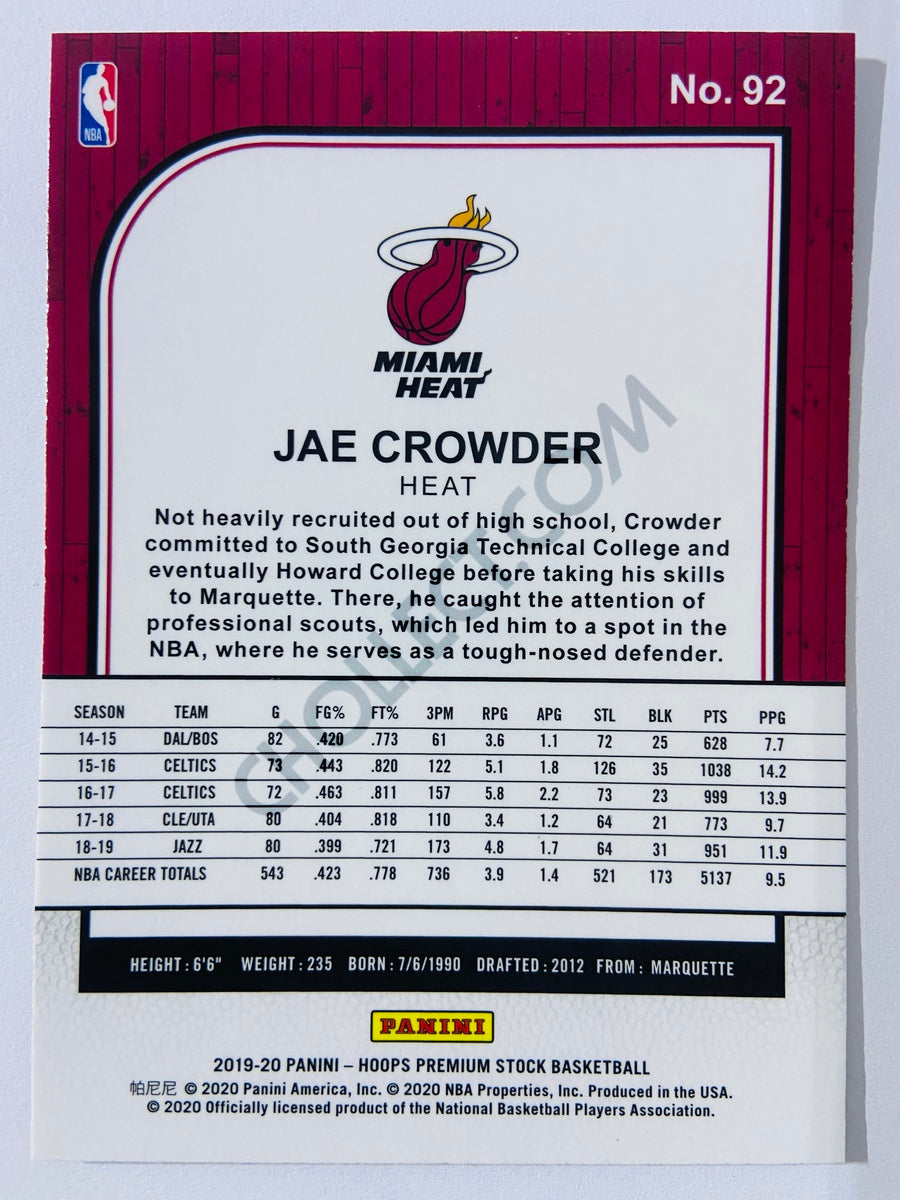 No. 92
NBA
MIAMI
HEAT
JAE CROWDER
HEAT
Not heavily recruited out of high school, Crowder
committed to South Georgia Technical College and
eventually Howard College before taking his skills
to Marquette. There, he caught the attention of
professional scouts, which led him to a spot in the
NBA, where he serves as a tough-nosed defender.
CHOLLECT.COM
SEASON TEAM G FG% FT% 3PM RPG APG STL BLK PTS PPG
14-15 DAL/BOS 82 .420 .773 61 3.6 1.1 72 25 628 7.7
15-16 CELTICS 73 .443 .820 122 5.1 1.8 126 35 1038 14.2
16-17 CELTICS 72 .463 .811 157 5.8 2.2 73 23 999 13.9
17-18 CLE/UTA 80 .404 .818 110 3.4 1.2 64 21 773 9.7
18-19 JAZZ 80 .399 .721 173 4.8 1.7 64 31 951 11.9
NBA CAREER TOTALS 543 .423 .778 736 3.9 1.4 521 173 5137 9.5
HEIGHT: 6'6" WEIGHT: 235 BORN: 7/6/1990 DRAFTED: 2012 FROM: MARQUETTE
PANINI
2019-20 PANINI – HOOPS PREMIUM STOCK BASKETBALL
帕尼尼 © 2020 Panini America, Inc. © 2020 NBA Properties, Inc. Produced in the USA.
© 2020 Officially licensed product of the National Basketball Players Association.